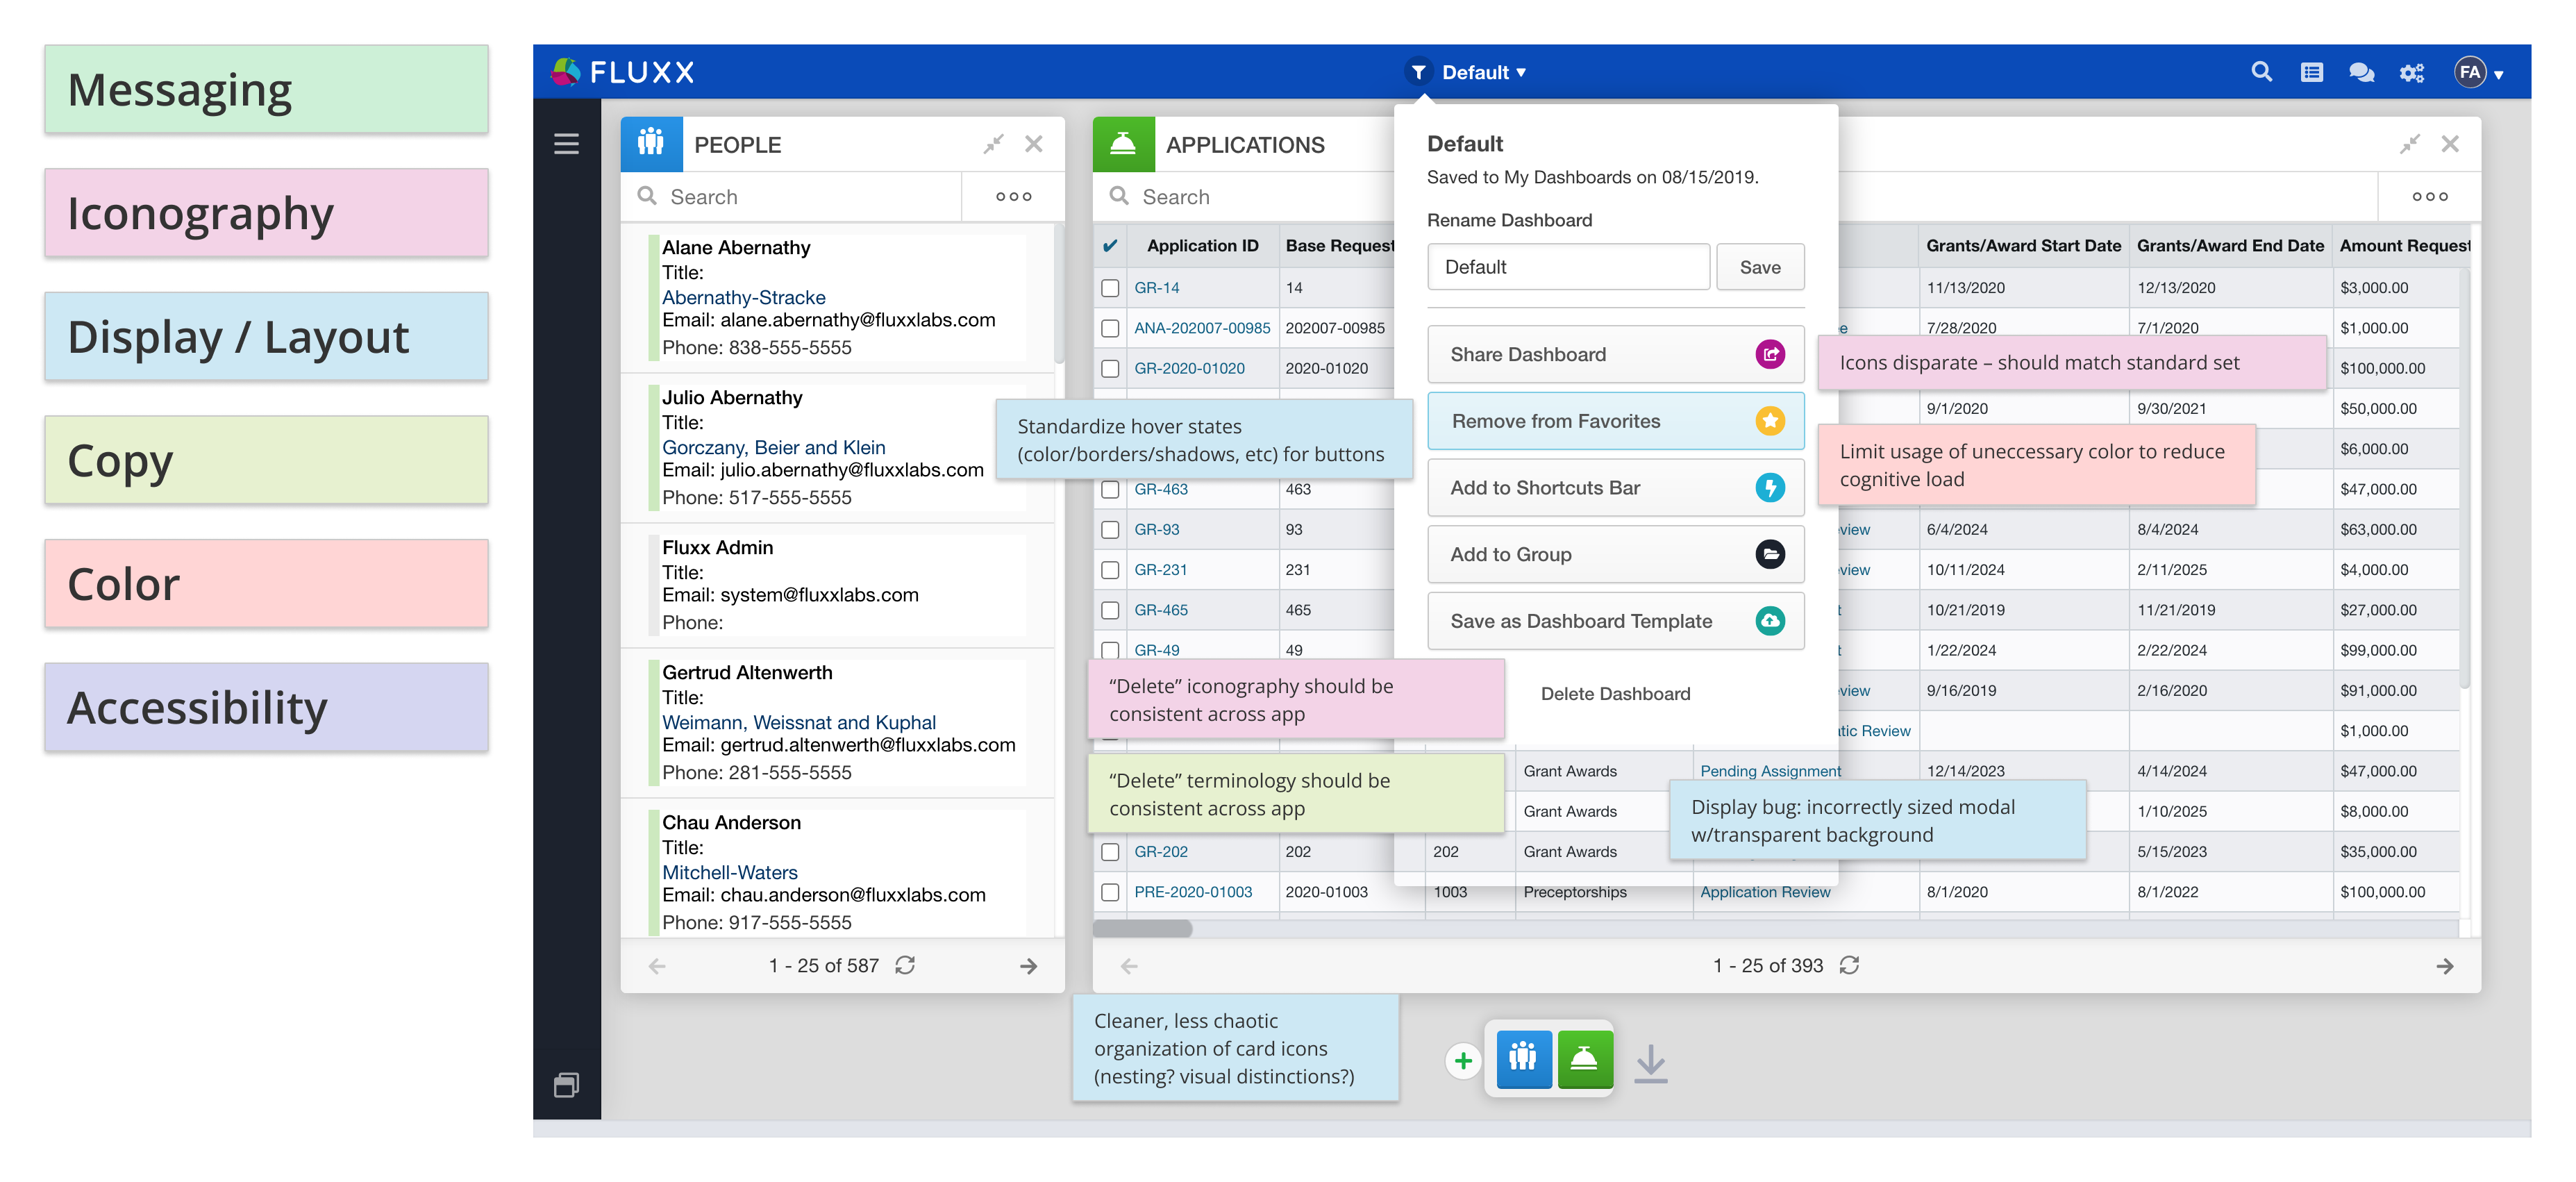 Messaging
Iconography
Display / Layout
Copy
Color
Accessibility
FLUXX
Default
FA
PEOPLE
Search
Alane Abernathy
Title:
Abernathy-Stracke
Email: alane.abernathy@fluxxlabs.com
Phone: 838-555-5555
Julio Abernathy
Title:
Gorczany, Beier and Klein
Email: julio.abernathy@fluxxlabs.com
Phone: 517-555-5555
Fluxx Admin
Title:
Email: system@fluxxlabs.com
Phone:
Gertrud Altenwerth
Title:
Weimann, Weissnat and Kuphal
Email: gertrud.altenwerth@fluxxlabs.com
Phone: 281-555-5555
Chau Anderson
Title:
Mitchell-Waters
Email: chau.anderson@fluxxlabs.com
Phone: 917-555-5555
1 - 25 of 587
APPLICATIONS
Search
Application ID Base Request Grants/Award Start Date Grants/Award End Date Amount Request
GR-14 14 11/13/2020 12/13/2020 $3,000.00
ANA-202007-00985 202007-00985 e 7/28/2020 7/1/2020 $1,000.00
GR-2020-01020 2020-01020 $100,000.00
9/1/2020 9/30/2021 $50,000.00
$6,000.00
GR-463 463 $47,000.00
GR-93 93 view 6/4/2024 8/4/2024 $63,000.00
GR-231 231 view 10/11/2024 2/11/2025 $4,000.00
GR-465 465 t 10/21/2019 11/21/2019 $27,000.00
GR-49 49 t 1/22/2024 2/22/2024 $99,000.00
view 9/16/2019 2/16/2020 $91,000.00
tic Review $1,000.00
Grant Awards Pending Assignment 12/14/2023 4/14/2024 $47,000.00
Grant Awards 1/10/2025 $8,000.00
GR-202 202 202 Grant Awards 5/15/2023 $35,000.00
PRE-2020-01003 2020-01003 1003 Preceptorships Application Review 8/1/2020 8/1/2022 $100,000.00
1 - 25 of 393
Default
Saved to My Dashboards on 08/15/2019.
Rename Dashboard
Default
Save
Share Dashboard
Remove from Favorites
Add to Shortcuts Bar
Add to Group
Save as Dashboard Template
Delete Dashboard
Icons disparate – should match standard set
Standardize hover states
(color/borders/shadows, etc) for buttons
Limit usage of uneccessary color to reduce
cognitive load
“Delete” iconography should be
consistent across app
“Delete” terminology should be
consistent across app
Display bug: incorrectly sized modal
w/transparent background
Cleaner, less chaotic
organization of card icons
(nesting? visual distinctions?)